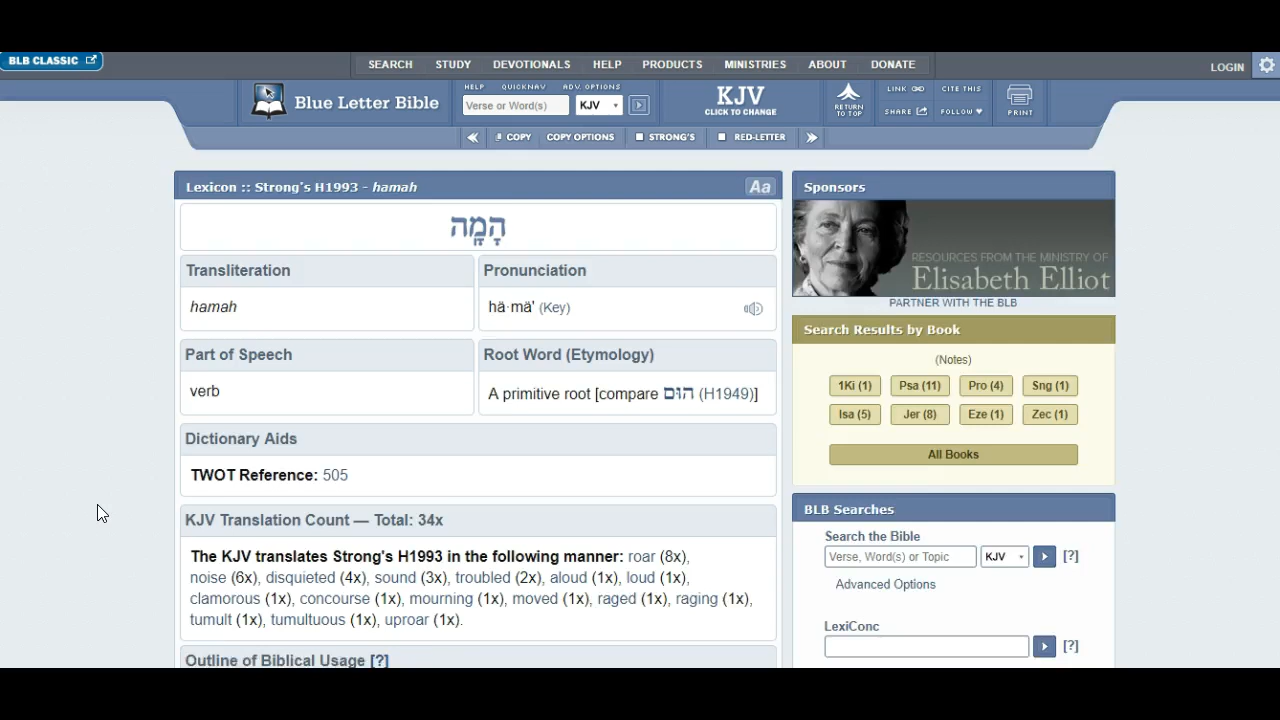 BLB CLASSIC
SEARCH STUDY DEVOTIONALS HELP PRODUCTS MINISTRIES ABOUT DONATE
LOGIN
Blue Letter Bible
HELP QUICKNAV ADV. OPTIONS
Verse or Word(s) KJV
KJV
CLICK TO CHANGE
RETURN
TO TOP
LINK CITE THIS
SHARE FOLLOW
PRINT
COPY COPY OPTIONS STRONG'S RED-LETTER
Lexicon :: Strong's H1993 - hamah
Aa
הָמָה
Transliteration
hamah
Pronunciation
hä·mä' (Key)
Part of Speech
verb
Root Word (Etymology)
A primitive root [compare הוּם (H1949)]
Dictionary Aids
TWOT Reference: 505
KJV Translation Count — Total: 34x
The KJV translates Strong's H1993 in the following manner: roar (8x),
noise (6x), disquieted (4x), sound (3x), troubled (2x), aloud (1x), loud (1x),
clamorous (1x), concourse (1x), mourning (1x), moved (1x), raged (1x), raging (1x),
tumult (1x), tumultuous (1x), uproar (1x).
Outline of Biblical Usage [?]
Sponsors
RESOURCES FROM THE MINISTRY OF
Elisabeth Elliot
PARTNER WITH THE BLB
Search Results by Book
(Notes)
1Ki (1) Psa (11) Pro (4) Sng (1)
Isa (5) Jer (8) Eze (1) Zec (1)
All Books
BLB Searches
Search the Bible
Verse, Word(s) or Topic KJV [?]
Advanced Options
LexiConc
[?]